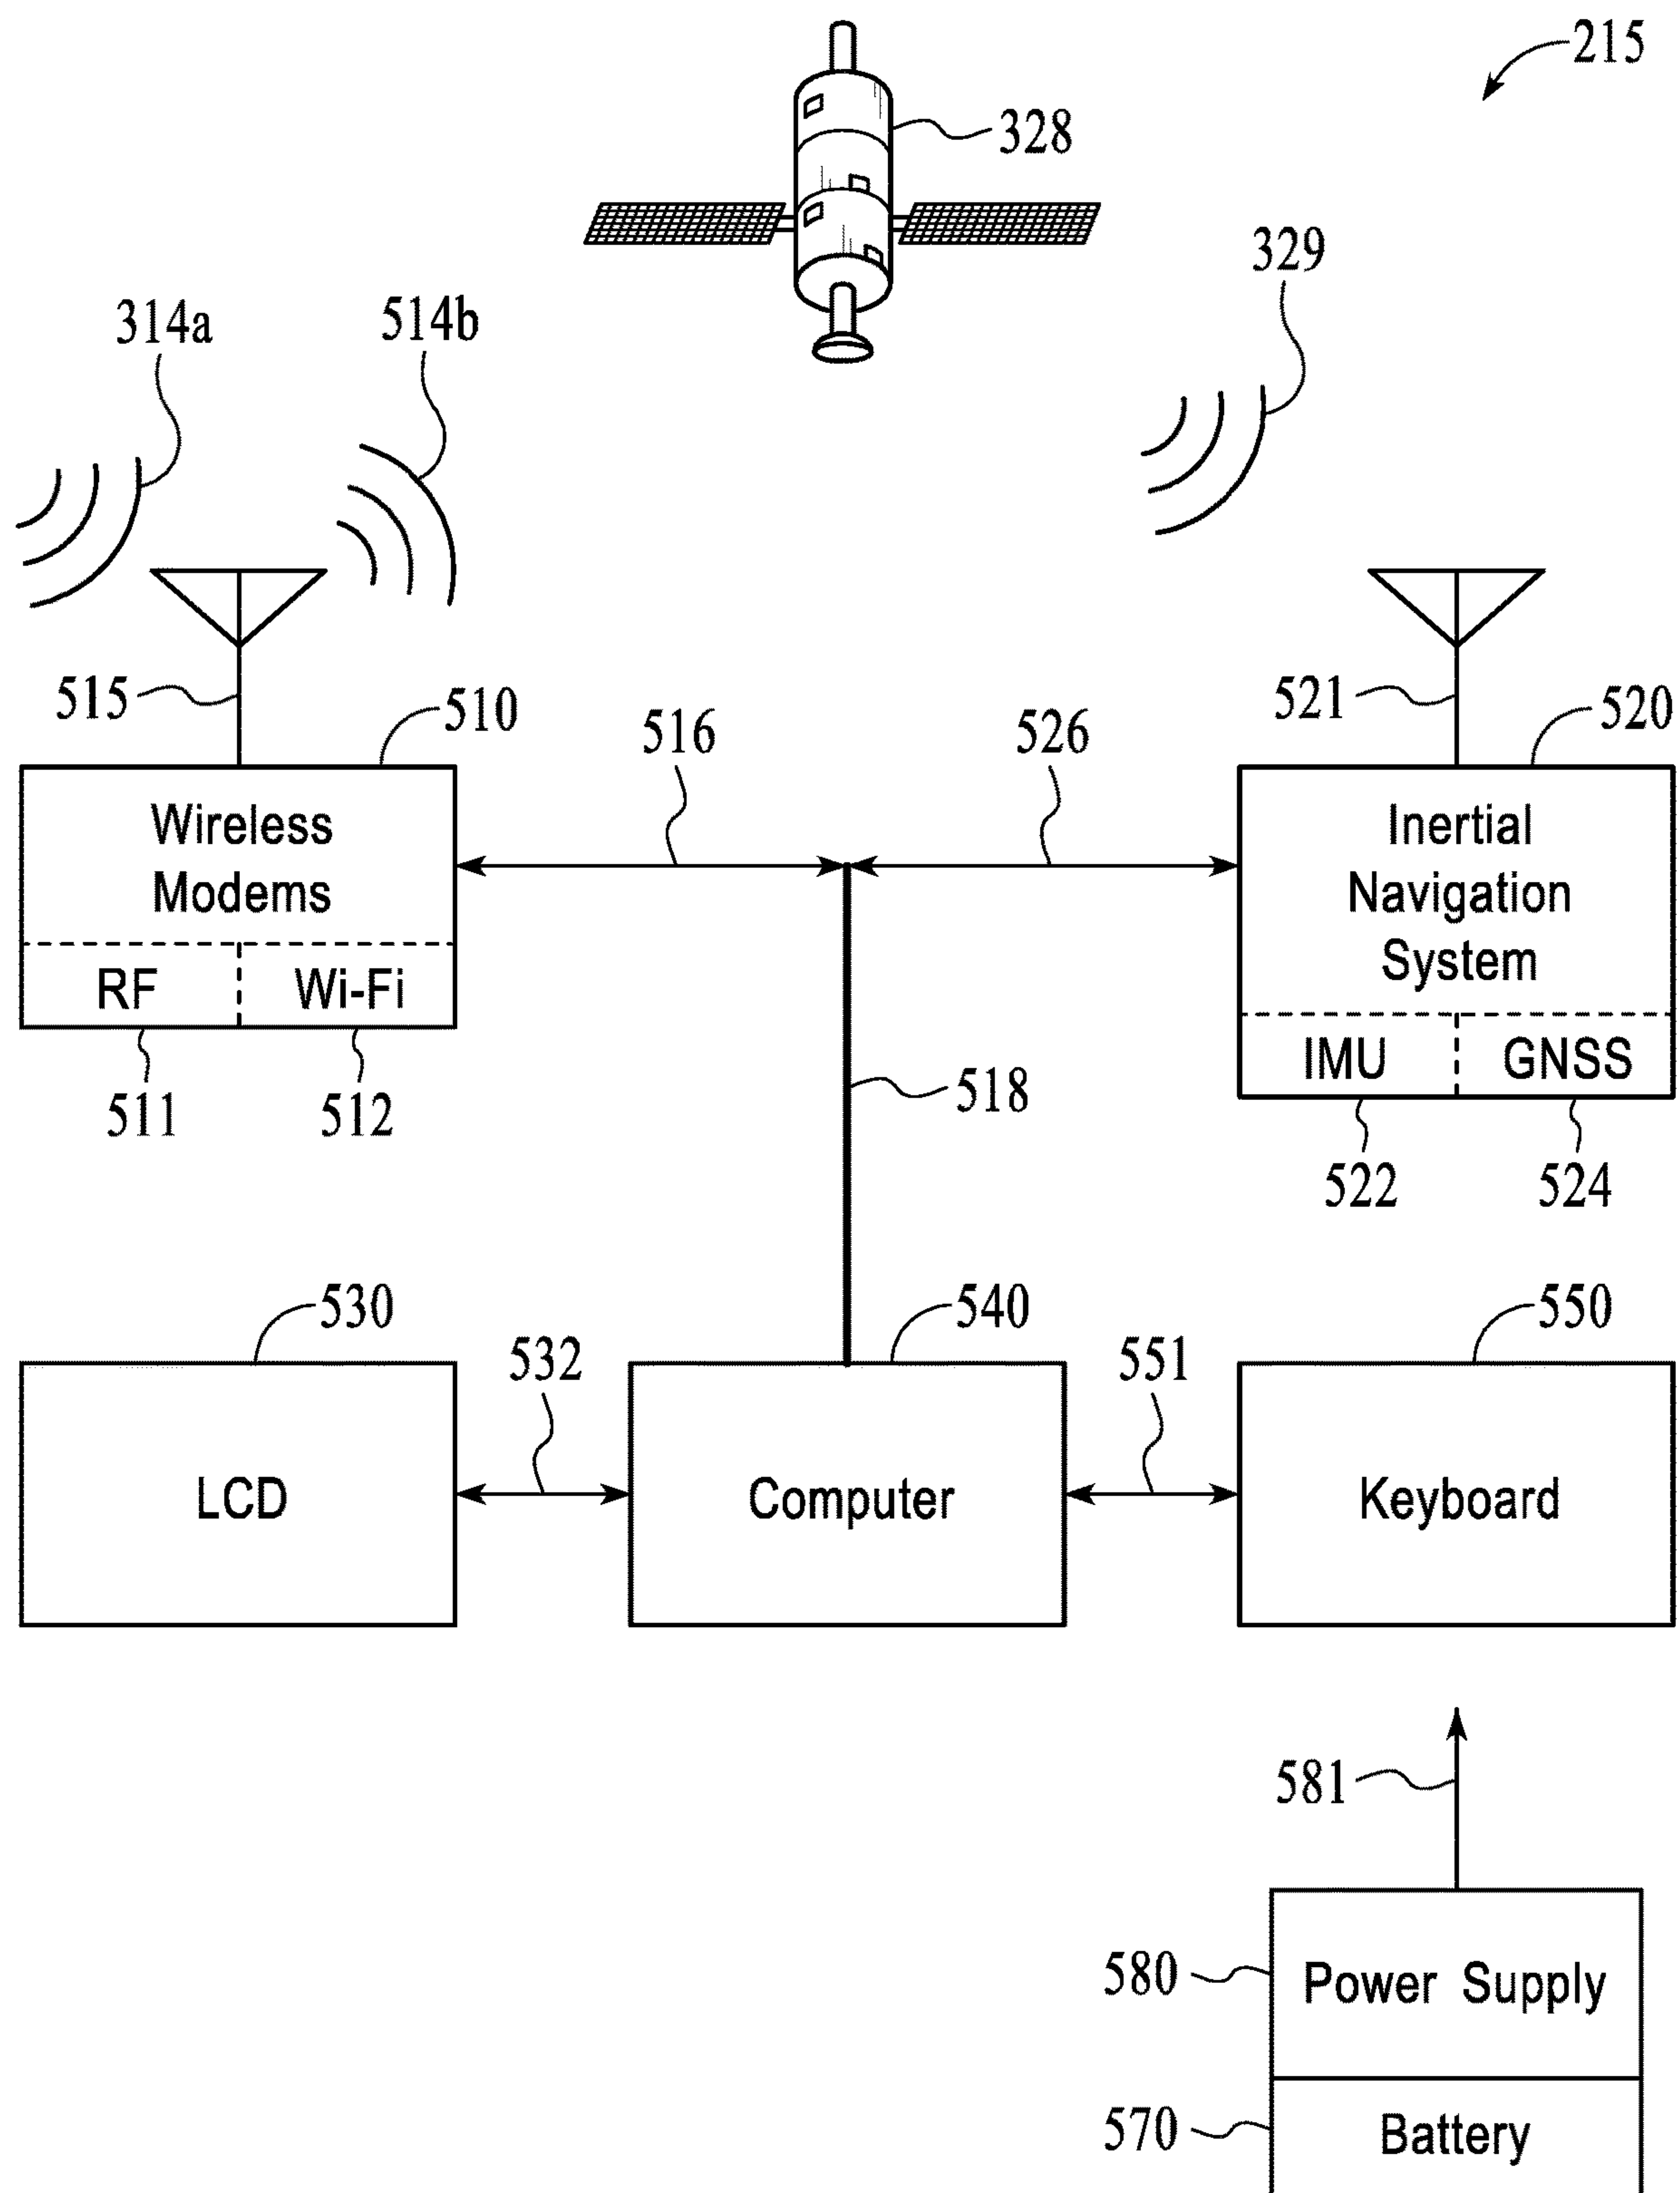 215
328
329
314a
514b
515
510
516
526
521
520
Wireless
Modems
RF
Wi-Fi
Inertial
Navigation
System
IMU
GNSS
511
512
518
522
524
530
532
540
551
550
LCD
Computer
Keyboard
581
580
Power Supply
570
Battery